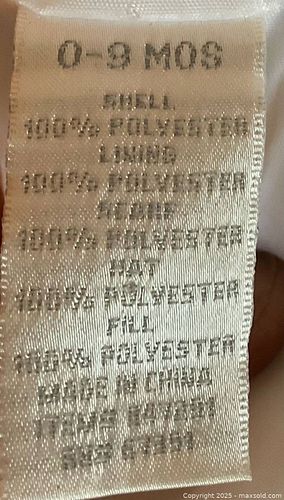 0-9 MOS
SHELL
100% POLYESTER
LINING
100% POLYESTER
SCARF
100% POLYESTER
HAT
100% POLYESTER
FILL
100% POLYESTER
MADE IN CHINA
Copyright 2025 - maxsold.com